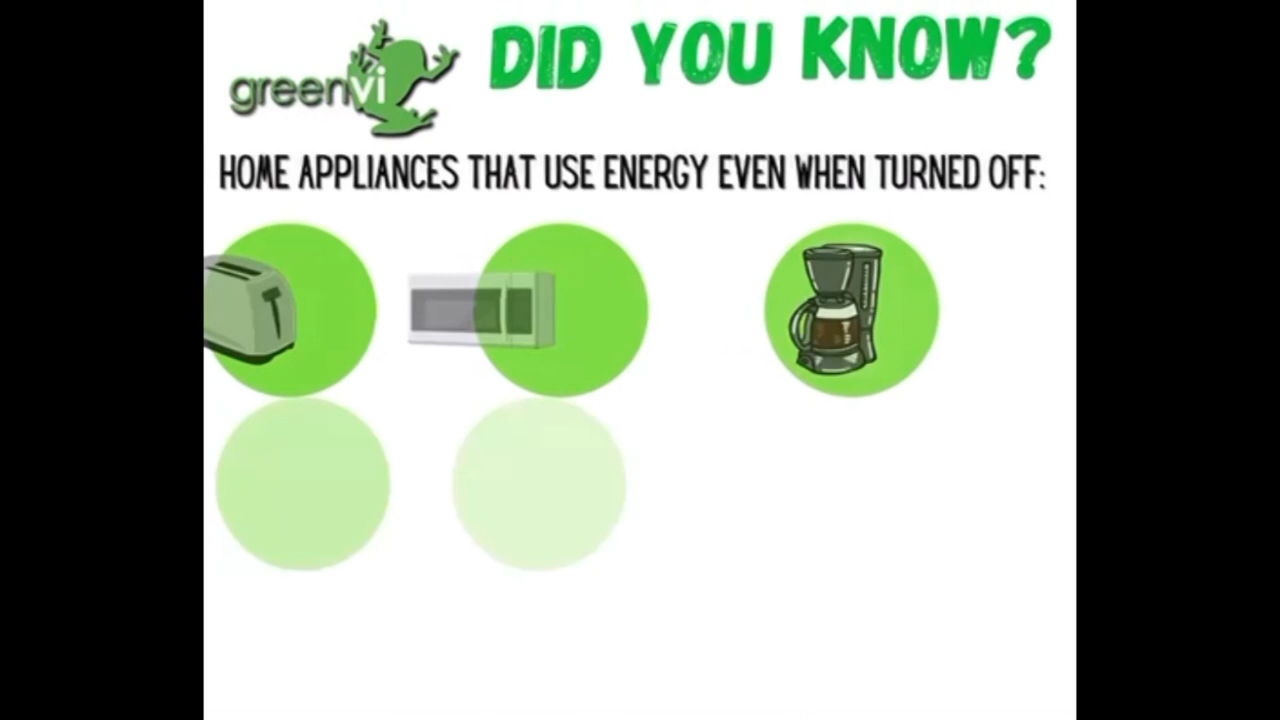 greenvi
DID YOU KNOW?
HOME APPLIANCES THAT USE ENERGY EVEN WHEN TURNED OFF: